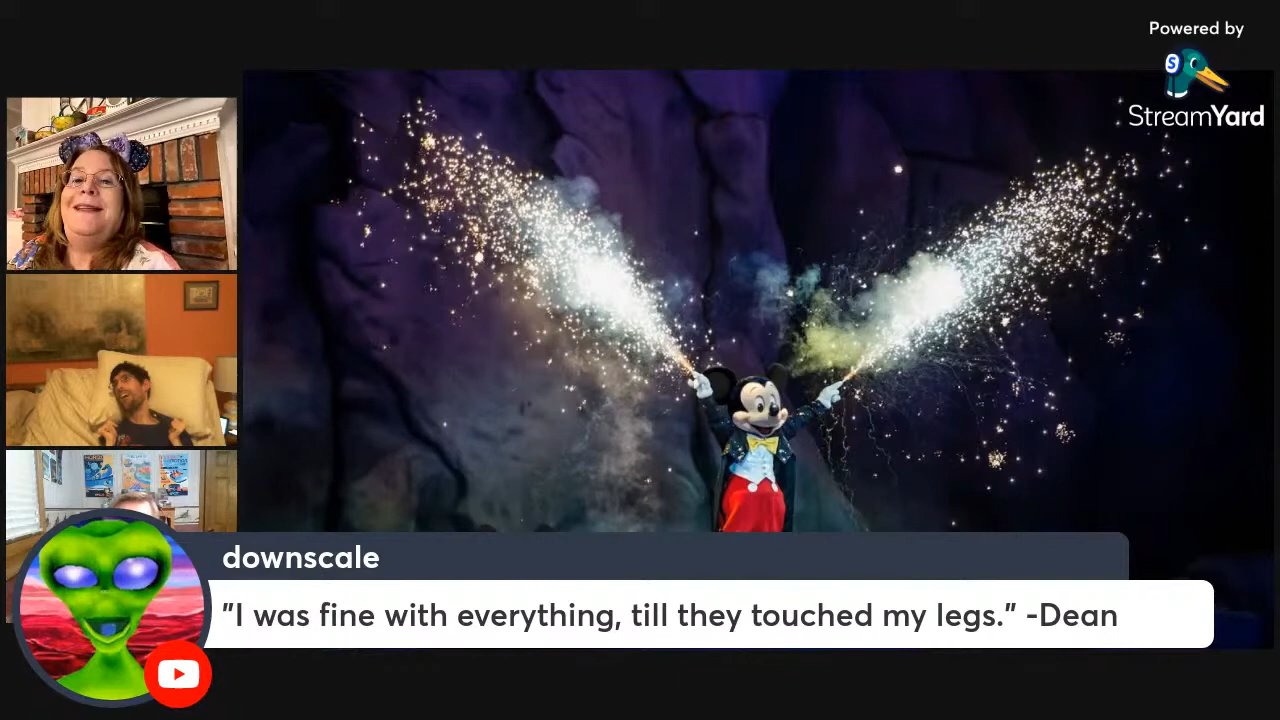 Powered by
StreamYard
downscale
"I was fine with everything, till they touched my legs." -Dean